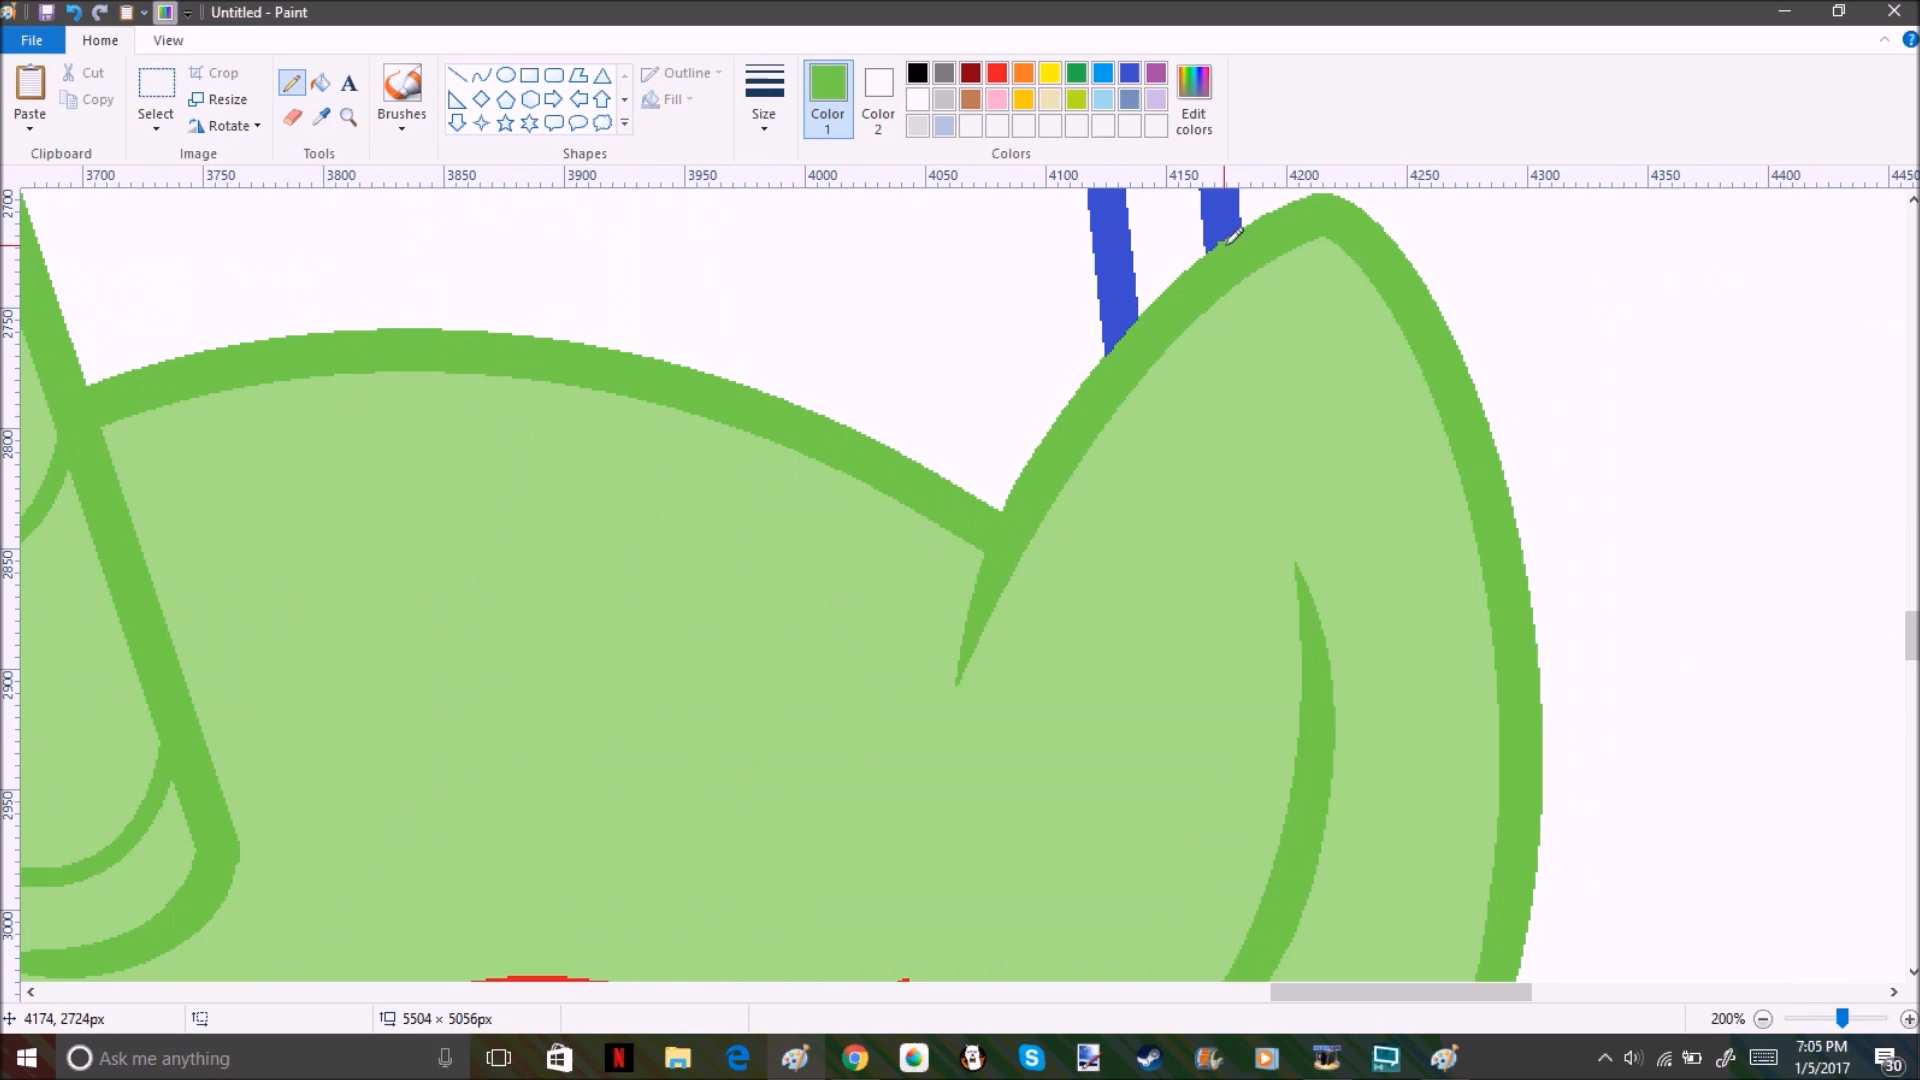 Untitled - Paint
File Home View
Paste
Cut
Copy
Clipboard
Select
Crop
Resize
Rotate
Image
A
Tools
Brushes
Outline
Fill
Shapes
Size
Color 1
Color 2
Edit colors
Colors
3700 3750 3800 3850 3900 3950 4000 4050 4100 4150 4200 4250 4300 4350 4400 4450
2700
2750
2800
2850
2900
2950
3000
4174, 2724px
5504 × 5056px
200%
Ask me anything
7:05 PM
1/5/2017
30